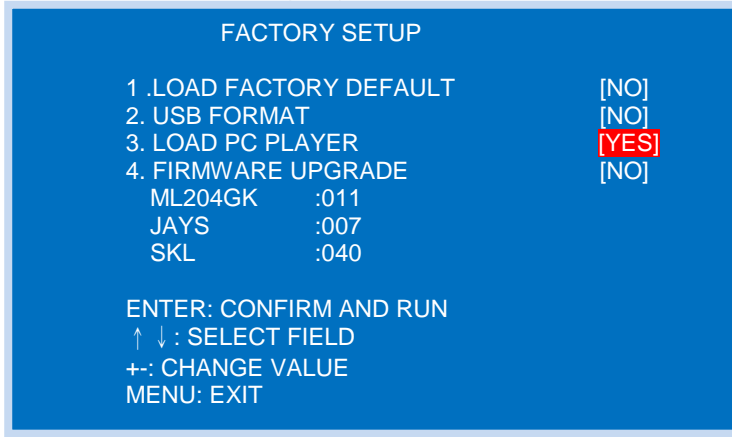 FACTORY SETUP
1 .LOAD FACTORY DEFAULT [NO]
2. USB FORMAT [NO]
3. LOAD PC PLAYER [YES]
4. FIRMWARE UPGRADE [NO]
ML204GK :011
JAYS :007
SKL :040
ENTER: CONFIRM AND RUN
↑ ↓ : SELECT FIELD
+-: CHANGE VALUE
MENU: EXIT